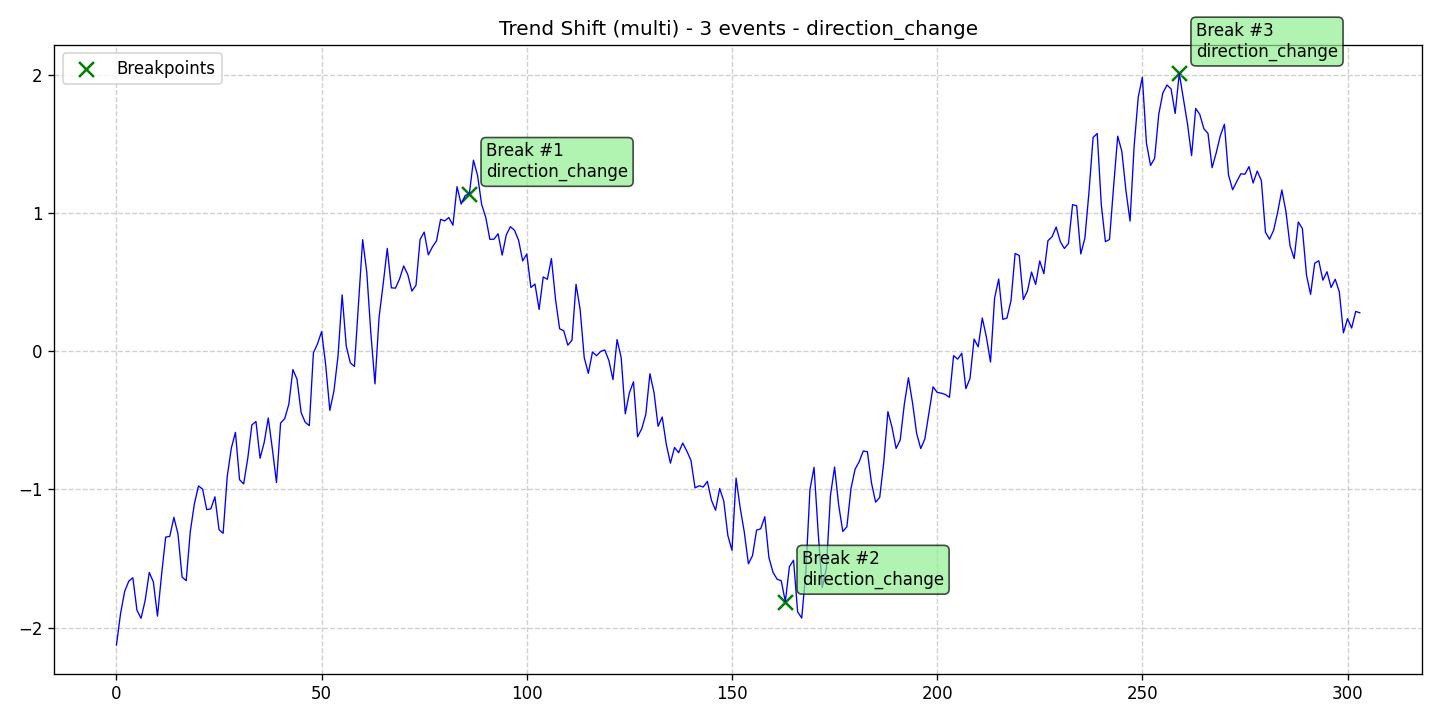 Trend Shift (multi) - 3 events - direction_change
Breakpoints
Break #1
direction_change
Break #2
direction_change
Break #3
direction_change
2
1
0
−1
−2
0
50
100
150
200
250
300